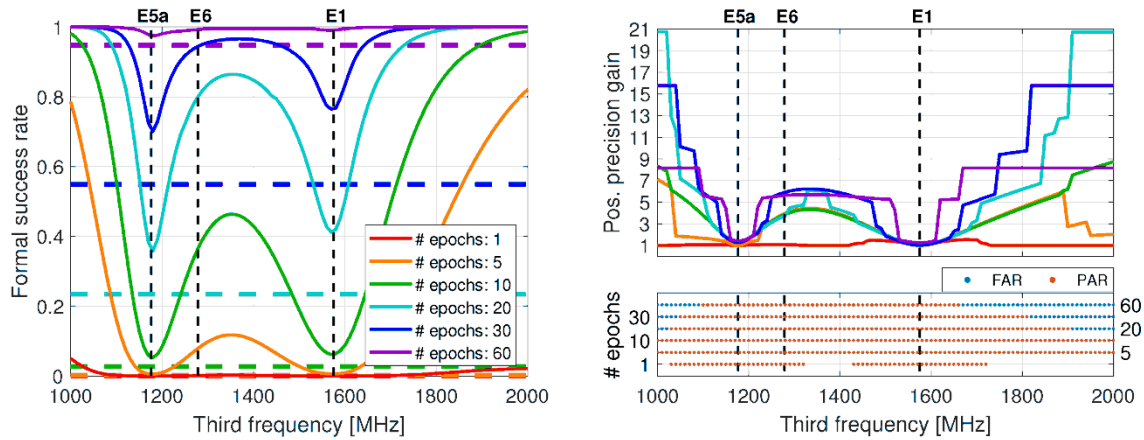 E5a E6 E1
1
0.8
0.6
0.4
0.2
0
Formal success rate
# epochs: 1
# epochs: 5
# epochs: 10
# epochs: 20
# epochs: 30
# epochs: 60
1000 1200 1400 1600 1800 2000
Third frequency [MHz]
E5a E6 E1
21
19
17
15
13
11
9
7
5
3
1
Pos. precision gain
FAR PAR
# epochs
60
30
20
10
5
1
1000 1200 1400 1600 1800 2000
Third frequency [MHz]